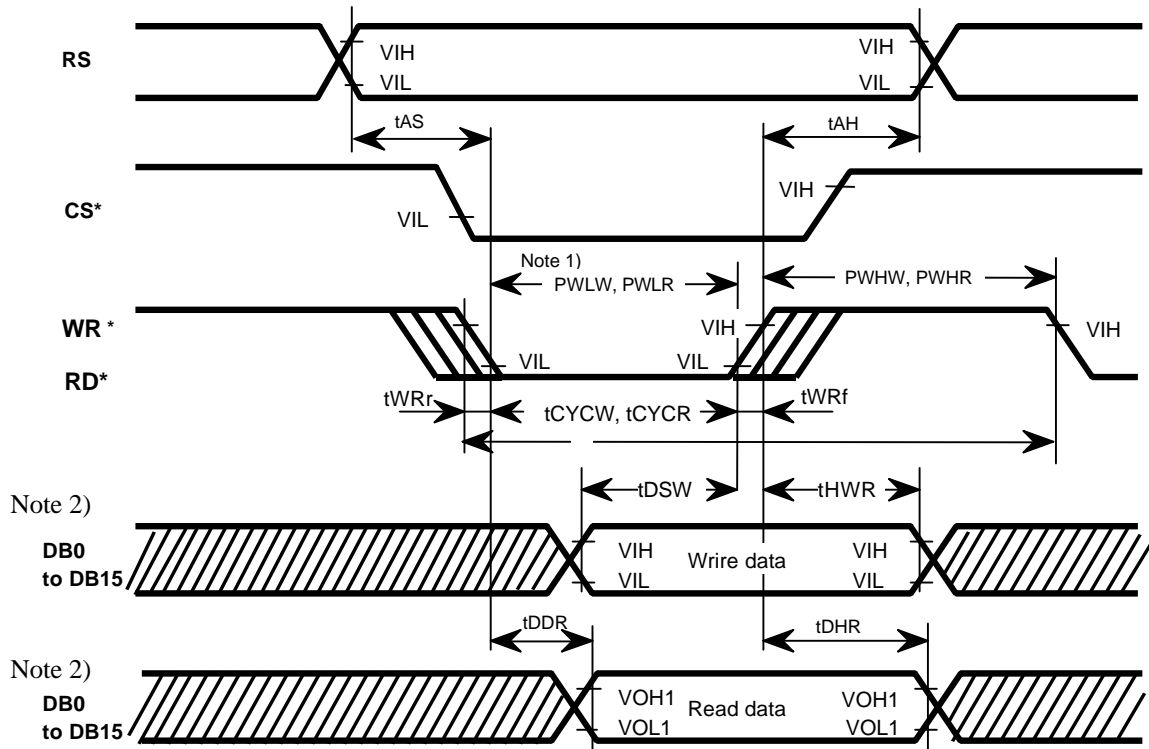 RS
VIH
VIH
VIL
VIL
tAS
tAH
CS*
VIL
VIH
Note 1)
PWLW, PWLR
PWHW, PWHR
WR *
VIH
VIH
VIL
VIL
RD*
tWRr
tCYCW, tCYCR
tWRf
tDSW
tHWR
Note 2)
DB0
to DB15
VIH
Wrire data
VIH
VIL
VIL
tDDR
tDHR
Note 2)
DB0
to DB15
VOH1
Read data
VOH1
VOL1
VOL1